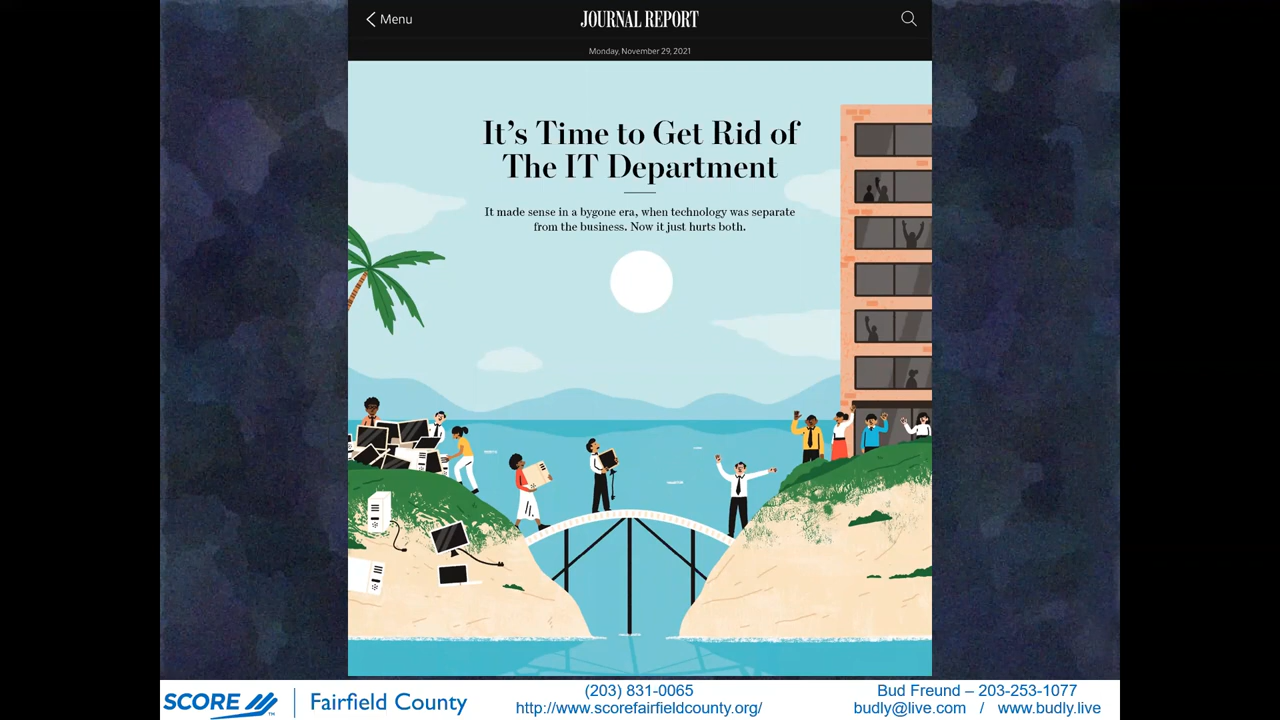 Menu
JOURNAL REPORT
Monday, November 29, 2021
It's Time to Get Rid of
The IT Department
It made sense in a bygone era, when technology was separate
from the business. Now it just hurts both.
SCORE TM
Fairfield County
(203) 831-0065
http://www.scorefairfieldcounty.org/
Bud Freund – 203-253-1077
budly@live.com / www.budly.live